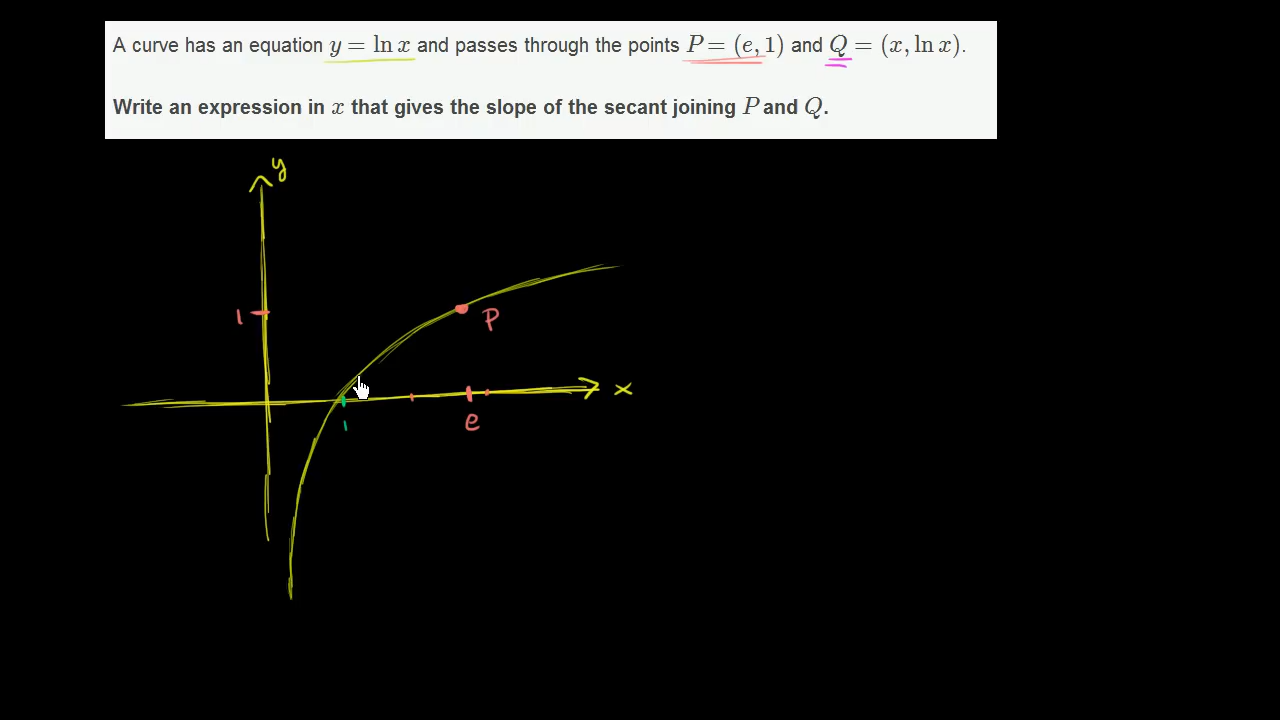 A curve has an equation y = ln x and passes through the points P = (e, 1) and Q = (x, ln x).
Write an expression in x that gives the slope of the secant joining P and Q.
y
1
P
x
1
e